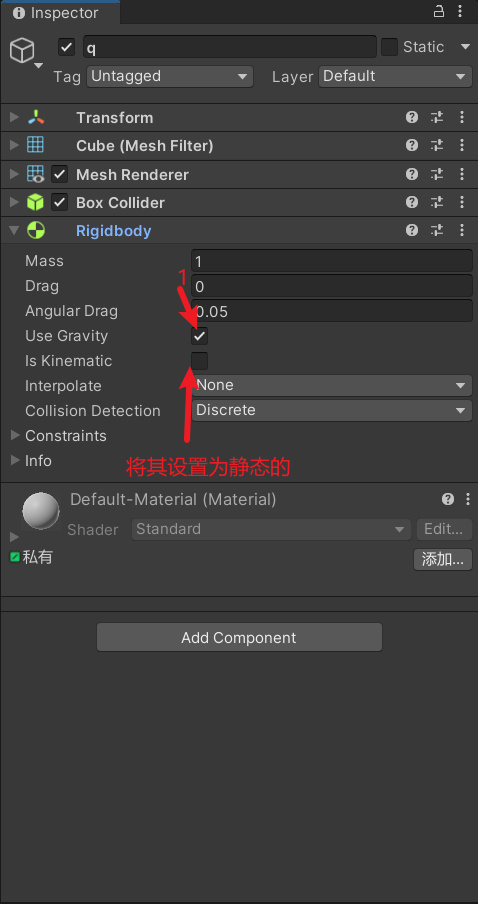 Inspector
q
Static
Tag Untagged Layer Default
Transform
Cube (Mesh Filter)
Mesh Renderer
Box Collider
Rigidbody
Mass 1
1
Drag 0
Angular Drag 0.05
Use Gravity
Is Kinematic
Interpolate None
Collision Detection Discrete
Constraints
Info
将其设置为静态的
Default-Material (Material)
Shader Standard Edit...
私有 添加...
Add Component